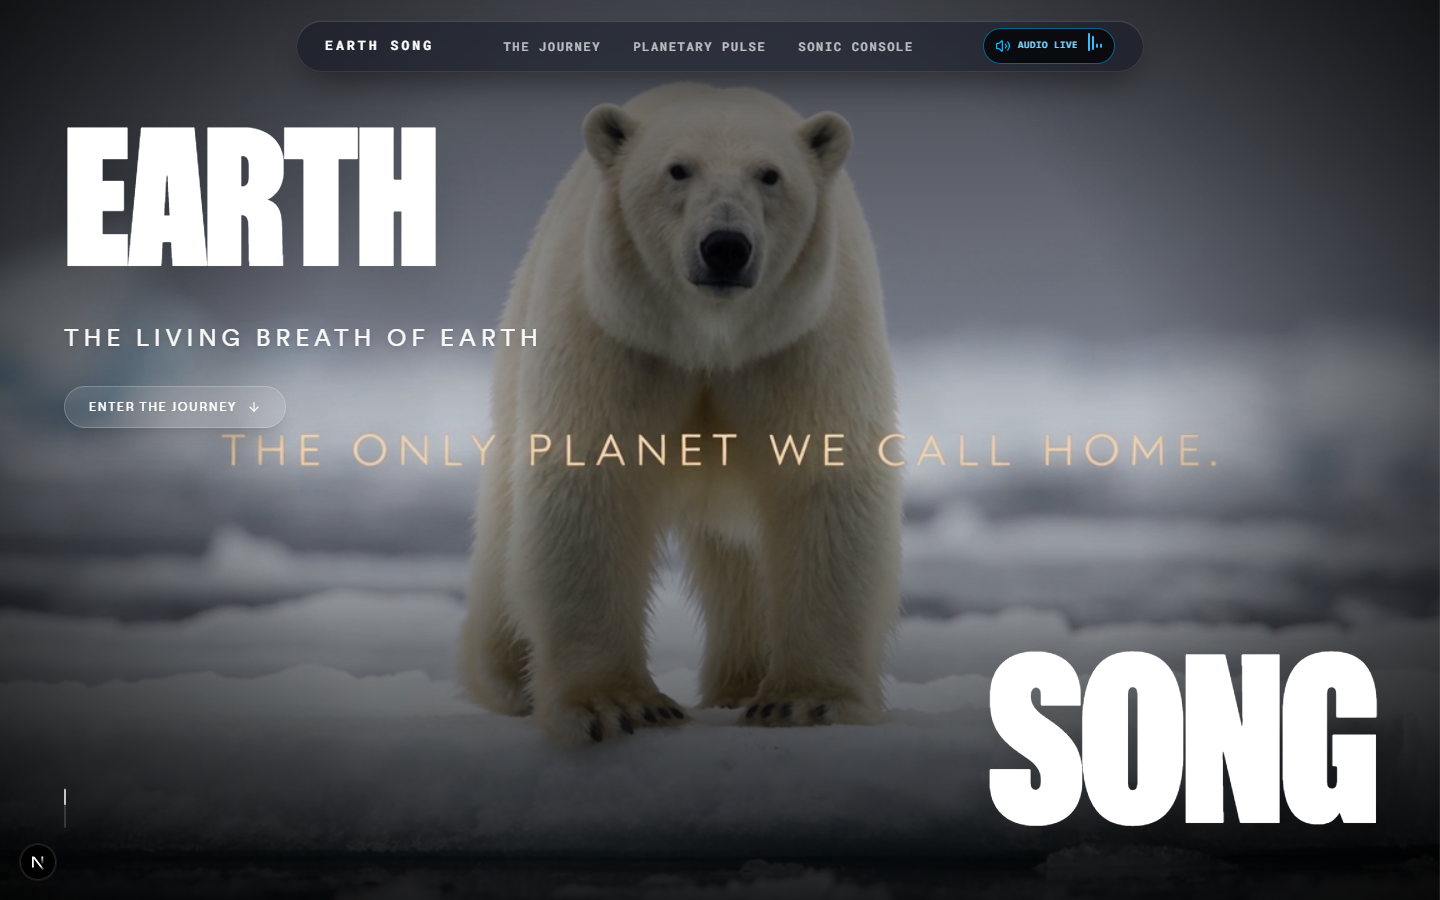 EARTH SONG
THE JOURNEY
PLANETARY PULSE
SONIC CONSOLE
AUDIO LIVE
EARTH
THE LIVING BREATH OF EARTH
ENTER THE JOURNEY ↓
THE ONLY PLANET WE CALL HOME.
SONG
N